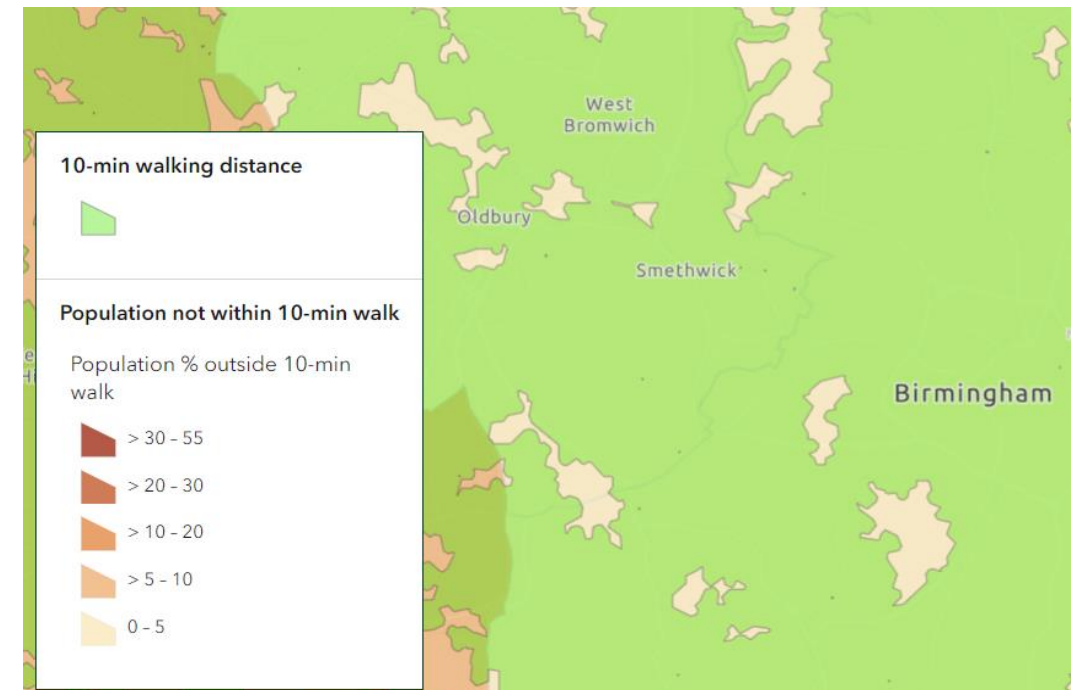 West
Bromwich
10-min walking distance
Oldbury
Smethwick
Population not within 10-min walk
Population % outside 10-min
walk
Birmingham
> 30 – 55
> 20 – 30
> 10 – 20
> 5 – 10
0 – 5